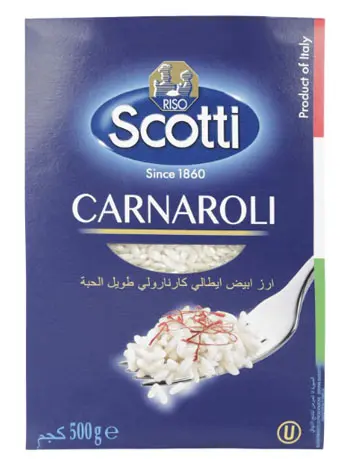 Product of Italy
RISO
Scotti
Since 1860
CARNAROLI
ارز ابيض ايطالي كارنارولي طويل الحبة
500g e كجم
U